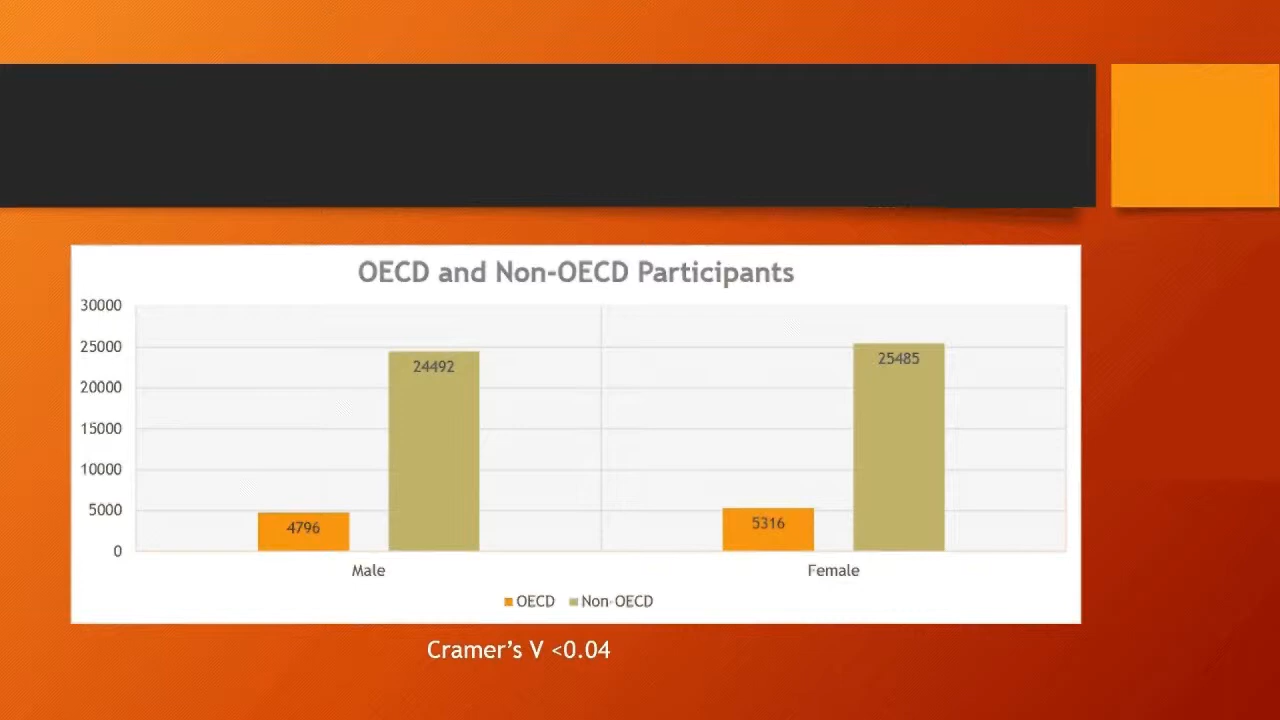 OECD and Non-OECD Participants
30000
25000
20000
15000
10000
5000
0
4796
24492
5316
25485
Male
Female
OECD
Non-OECD
Cramer’s V <0.04